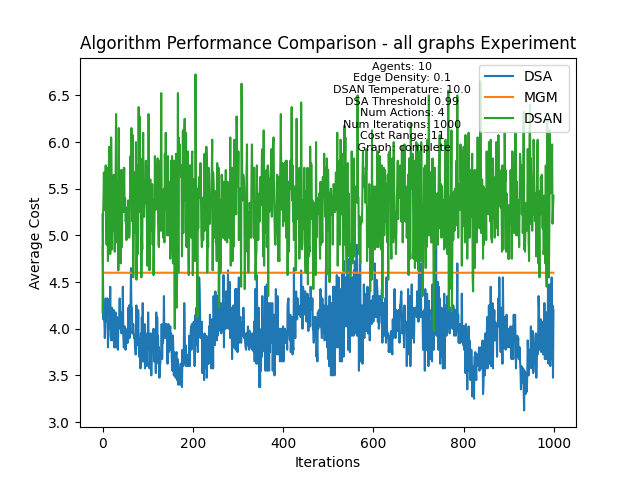 Algorithm Performance Comparison - all graphs Experiment
Agents: 10
Edge Density: 0.1
DSAN Temperature: 10.0
DSA Threshold: 0.99
Num Actions: 4
Num Iterations: 1000
Cost Range: 11
Graph: complete
DSA
MGM
DSAN
Average Cost
6.5
6.0
5.5
5.0
4.5
4.0
3.5
3.0
0 200 400 600 800 1000
Iterations